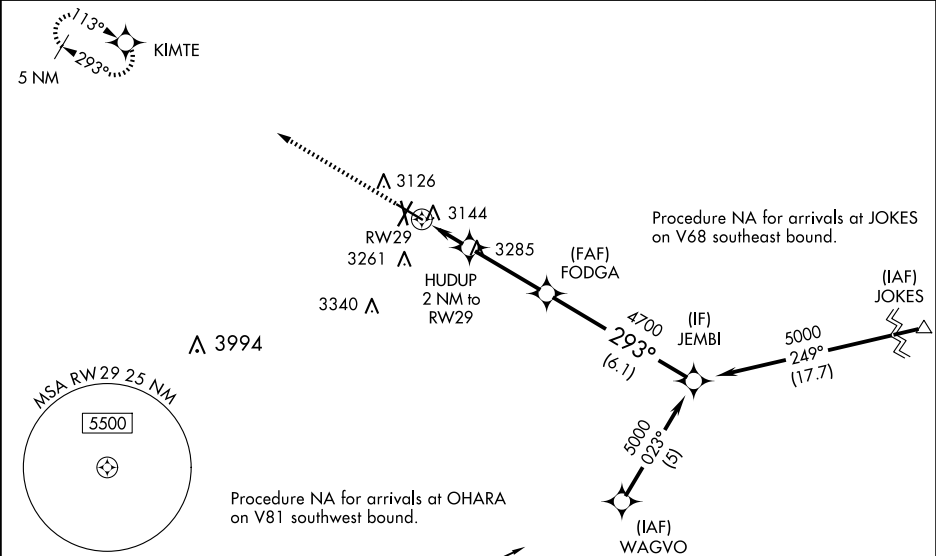 113°
KIMTE
293°
5 NM
3126
3144
RW29
3285
3261
HUDUP
2 NM to
RW29
(FAF)
FODGA
Procedure NA for arrivals at JOKES
on V68 southeast bound.
(IAF)
JOKES
3340
4700
293°
(6.1)
(IF)
JEMBI
5000
249°
(17.7)
3994
MSA RW29 25 NM
5500
5000
023°
(5)
Procedure NA for arrivals at OHARA
on V81 southwest bound.
(IAF)
WAGVO